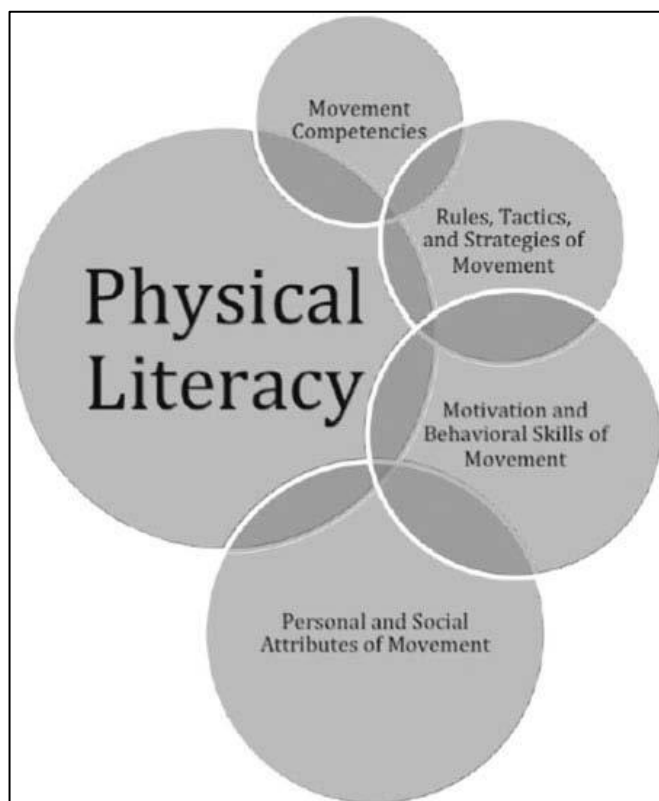 Movement
Competencies
Rules, Tactics,
and Strategies of
Movement
Physical
Literacy
Motivation and
Behavioral Skills of
Movement
Personal and Social
Attributes of Movement